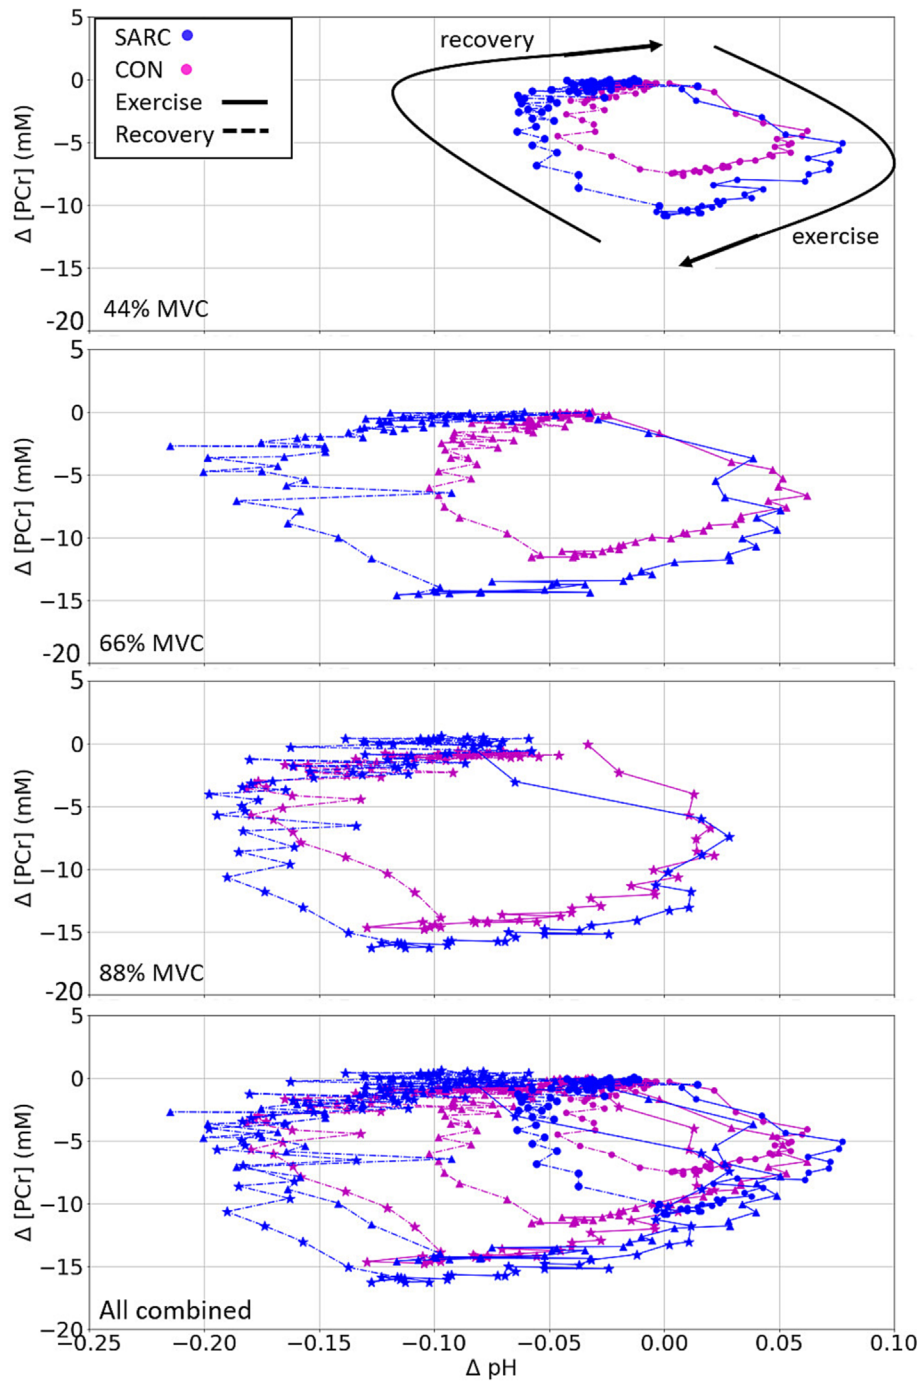 5
0
−5
−10
−15
-20
Δ [PCr] (mM)
SARC
CON
Exercise
Recovery
recovery
exercise
44% MVC
5
0
−5
−10
−15
-20
Δ [PCr] (mM)
66% MVC
5
0
−5
−10
−15
-20
Δ [PCr] (mM)
88% MVC
5
0
−5
−10
−15
−20
Δ [PCr] (mM)
All combined
−0.25 −0.20 −0.15 −0.10 −0.05 0.00 0.05 0.10
Δ pH